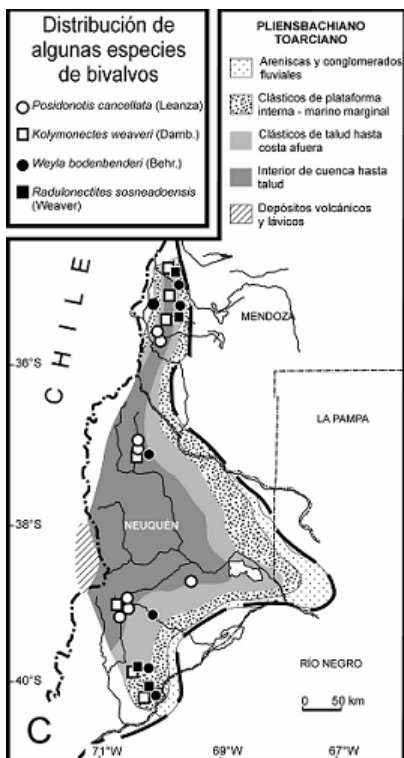 Distribución de
algunas especies
de bivalvos
Posidonotis cancellata (Leanza)
Kolymonectes weaveri (Damb.)
Weyla bodenbenderi (Behr.)
Radulonectites sosneadoensis
(Weaver)
PLIENSBACHIANO
TOARCIANO
Areniscas y conglomerados
fluviales
Clásticos de plataforma
interna - marino marginal
Clásticos de talud hasta
costa afuera
Interior de cuenca hasta
talud
Depósitos volcánicos
y lávicos
CHILE
MENDOZA
36°S
LA PAMPA
NEUQUÉN
38°S
RÍO NEGRO
40°S
0 50 km
C
71°W 69°W 67°W